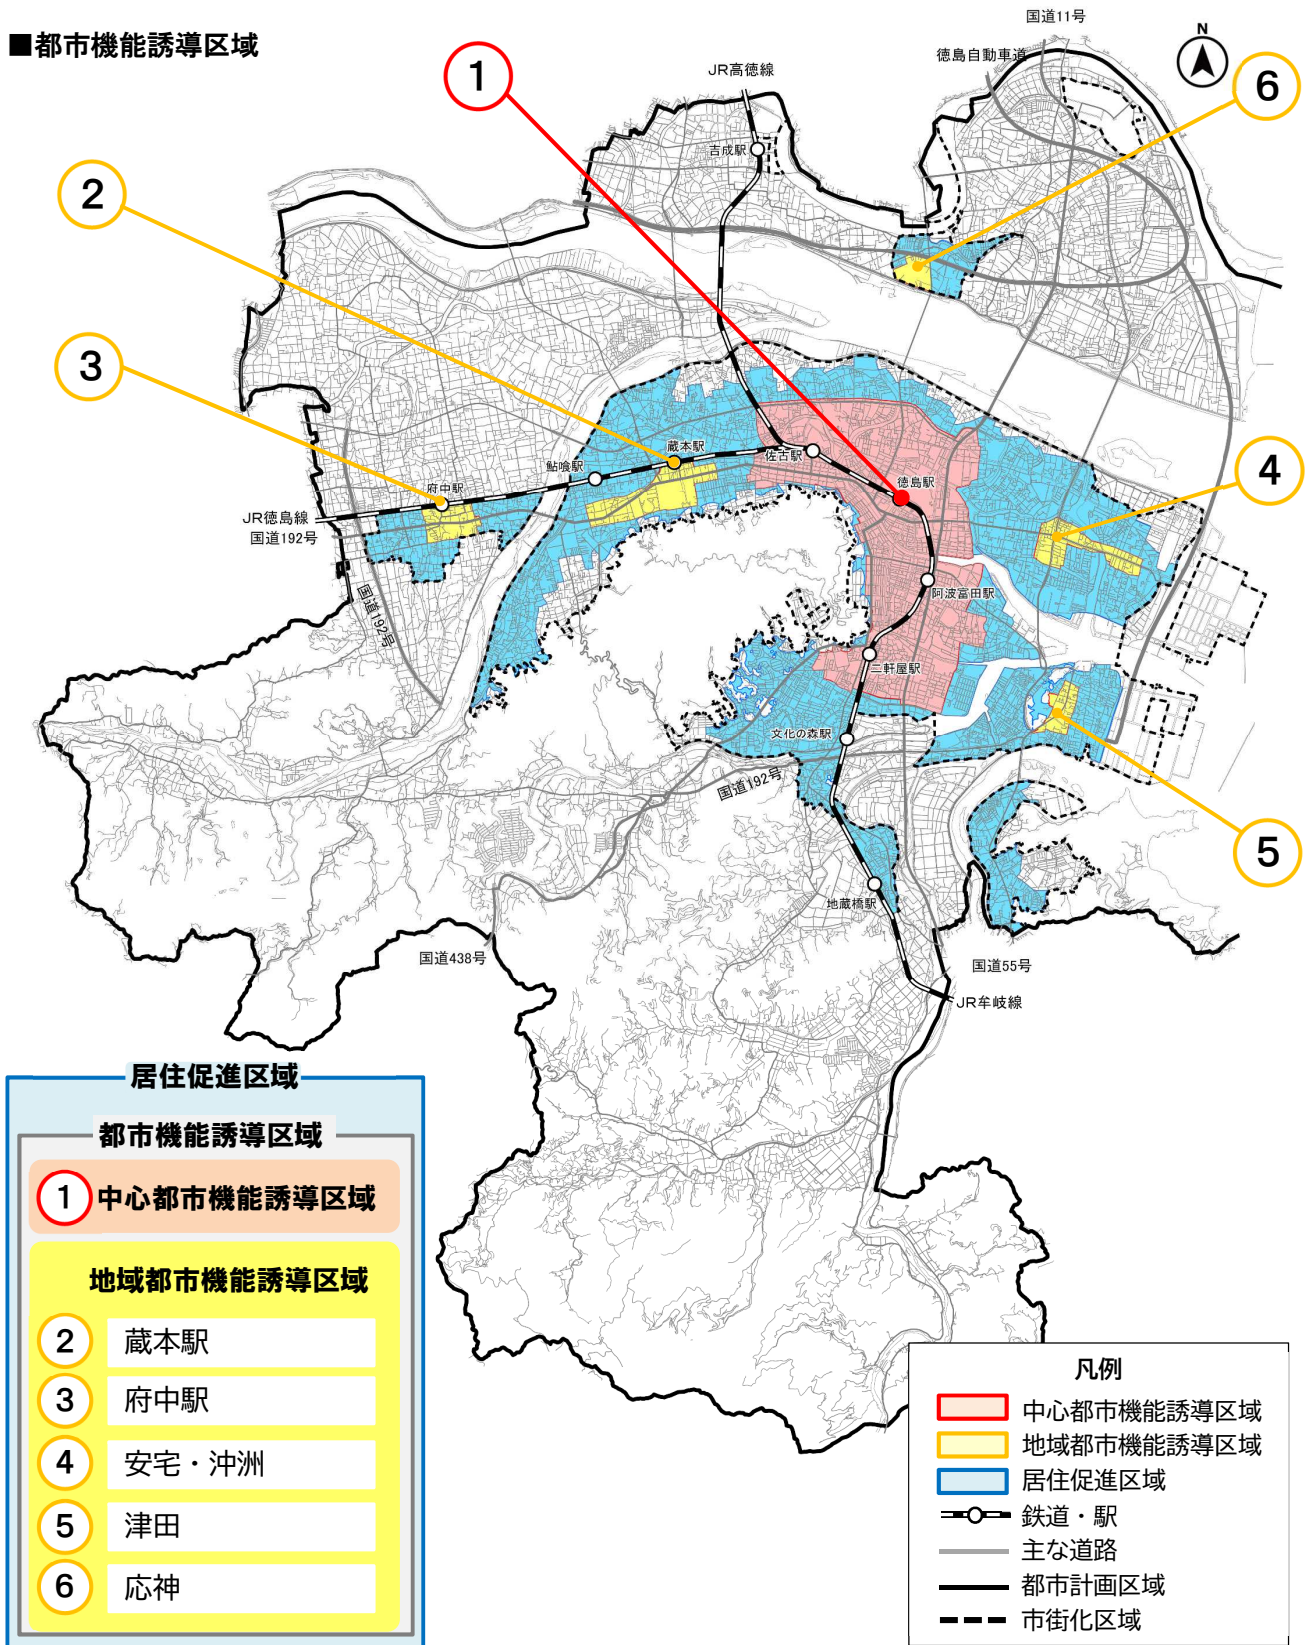 ■都市機能誘導区域
国道11号
N
徳島自動車道
1
6
JR高徳線
吉成駅
2
3
蔵本駅
佐古駅
鮎喰駅
徳島駅
4
府中駅
JR徳島線
国道192号
阿波富田駅
国道192号
二軒屋駅
文化の森駅
国道192号
5
地蔵橋駅
国道438号
国道55号
JR牟岐線
居住促進区域
都市機能誘導区域
1 中心都市機能誘導区域
地域都市機能誘導区域
2 蔵本駅
3 府中駅
4 安宅・沖洲
5 津田
6 応神
凡例
中心都市機能誘導区域
地域都市機能誘導区域
居住促進区域
鉄道・駅
主な道路
都市計画区域
市街化区域